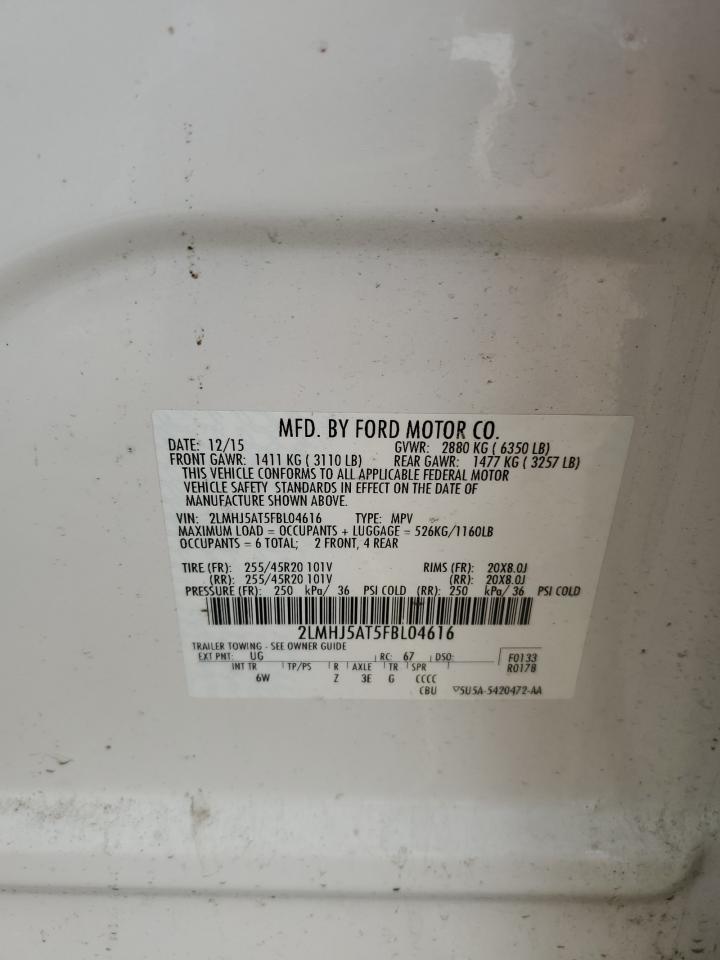 MFD. BY FORD MOTOR CO.
DATE: 12/15 GVWR: 2880 KG ( 6350 LB)
FRONT GAWR: 1411 KG ( 3110 LB) REAR GAWR: 1477 KG ( 3257 LB)
THIS VEHICLE CONFORMS TO ALL APPLICABLE FEDERAL MOTOR
VEHICLE SAFETY STANDARDS IN EFFECT ON THE DATE OF
MANUFACTURE SHOWN ABOVE.
VIN: 2LMHJ5AT5FBL04616 TYPE: MPV
MAXIMUM LOAD = OCCUPANTS + LUGGAGE = 526KG/1160LB
OCCUPANTS = 6 TOTAL; 2 FRONT, 4 REAR
TIRE (FR): 255/45R20 101V RIMS (FR): 20X8.0J
(RR): 255/45R20 101V (RR): 20X8.0J
PRESSURE (FR): 250 kPa/ 36 PSI COLD (RR): 250 kPa/ 36 PSI COLD
2LMHJ5AT5FBL04616
TRAILER TOWING - SEE OWNER GUIDE
EXT PNT: UG RC: 67 DSO: F0133
INT TR TP/PS R AXLE TR SPR R0178
6W Z 3E G CCCC
CBU 5U5A-5420472-AA